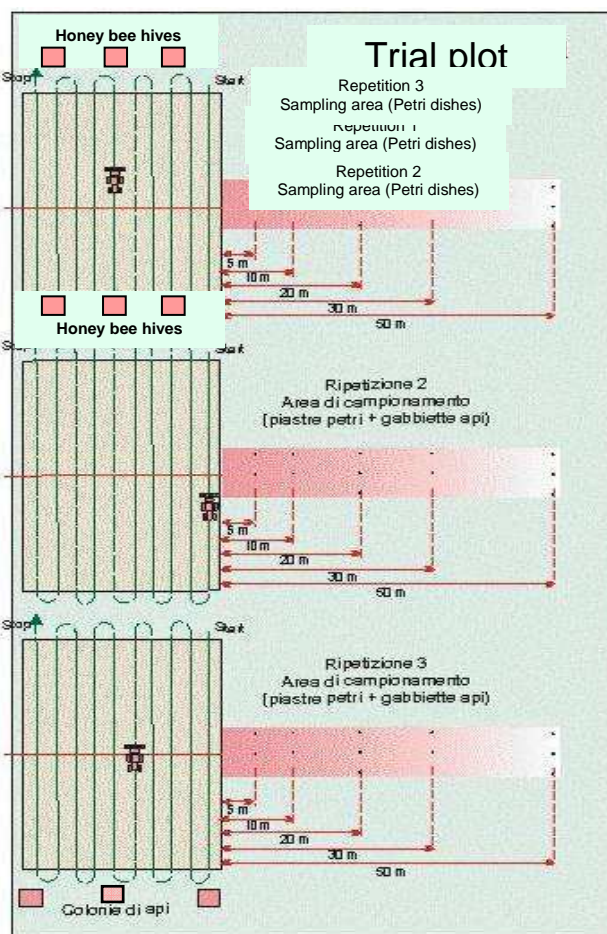 Honey bee hives
Trial plot
Stop
Start
Repetition 3
Sampling area (Petri dishes)
Repetition 1
Sampling area (Petri dishes)
Repetition 2
Sampling area (Petri dishes)
5 m
10 m
20 m
30 m
50 m
Honey bee hives
Stop
Start
Ripetizione 2
Area di campionamento
(piastre petri + gabbiette api)
5 m
10 m
20 m
30 m
50 m
Stop
Start
Ripetizione 3
Area di campionamento
(piastre petri + gabbiette api)
5 m
10 m
20 m
30 m
50 m
Colonie di api